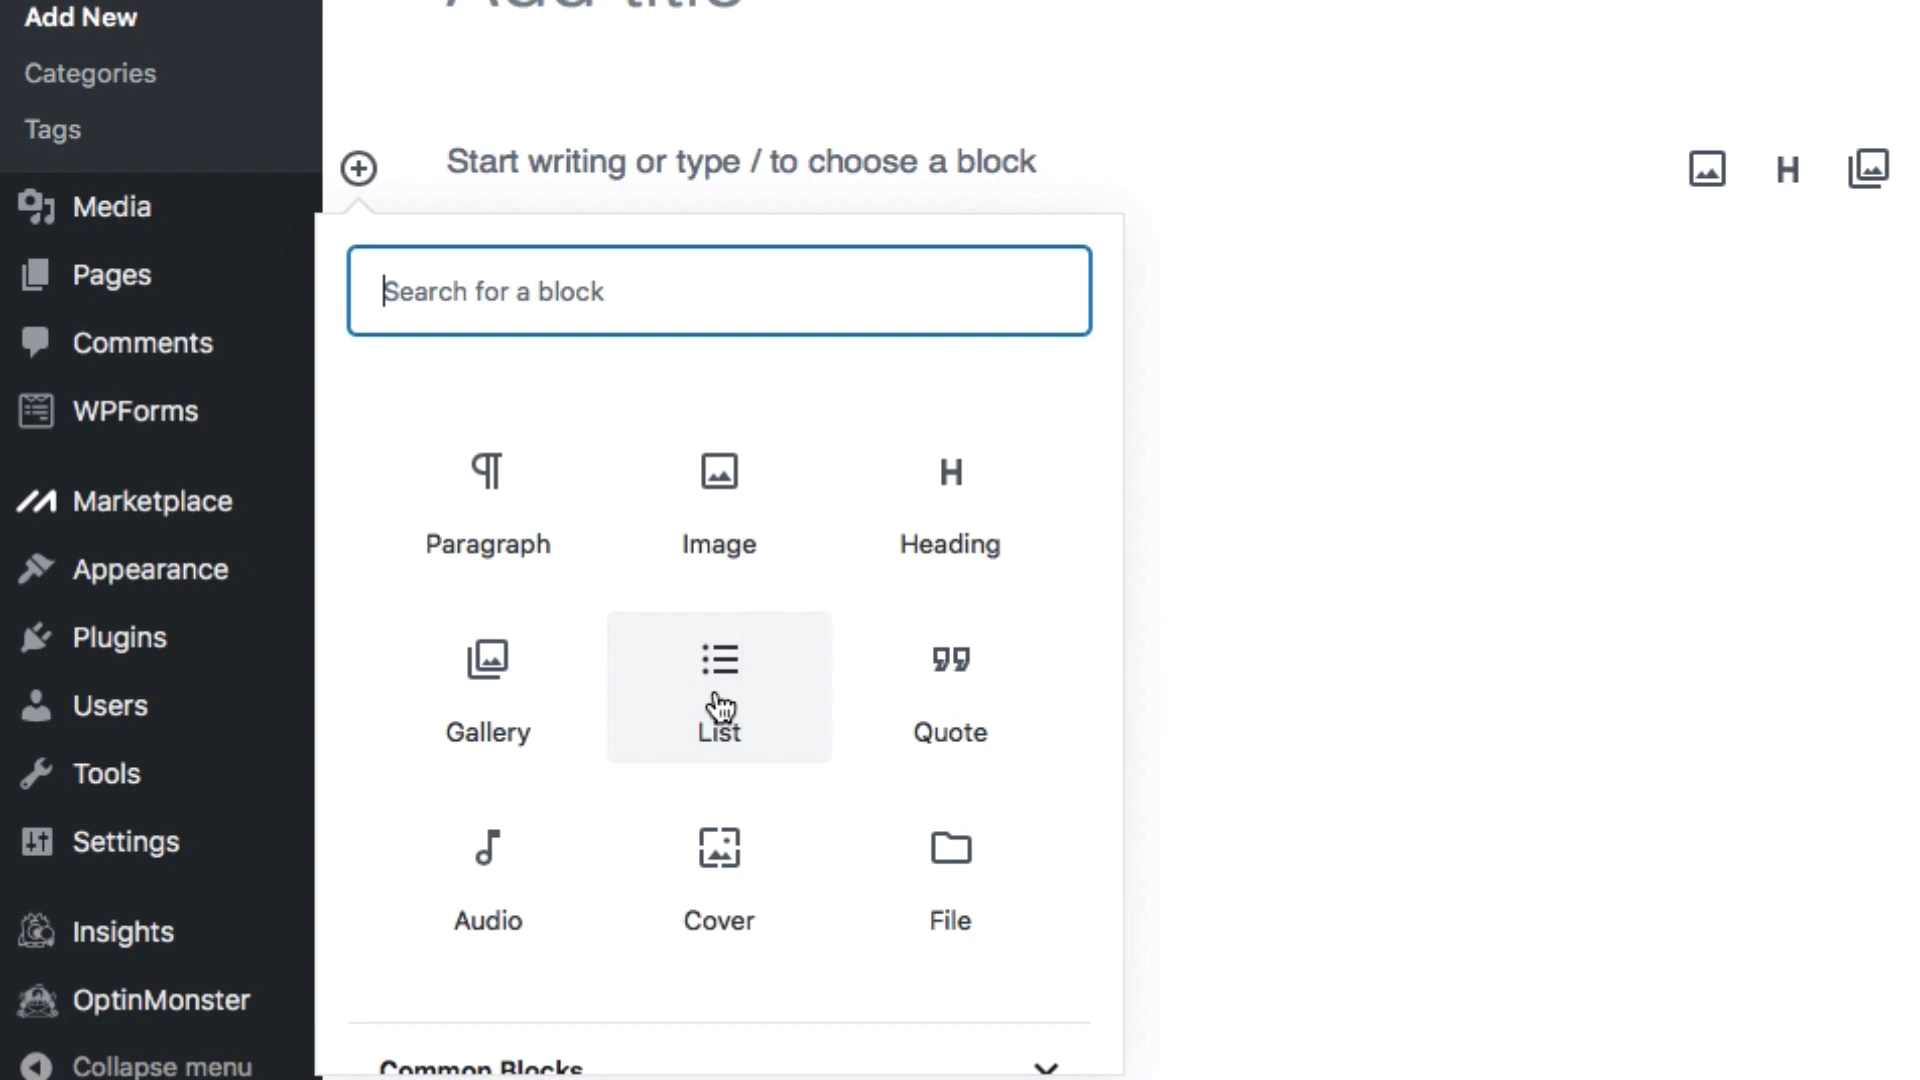 Add New
Categories
Tags
Media
Pages
Comments
WPForms
Marketplace
Appearance
Plugins
Users
Tools
Settings
Insights
OptinMonster
Collapse menu
Add title
Start writing or type / to choose a block
H
Search for a block
Paragraph
Image
H
Heading
Gallery
List
Quote
Audio
Cover
File
Common Blocks